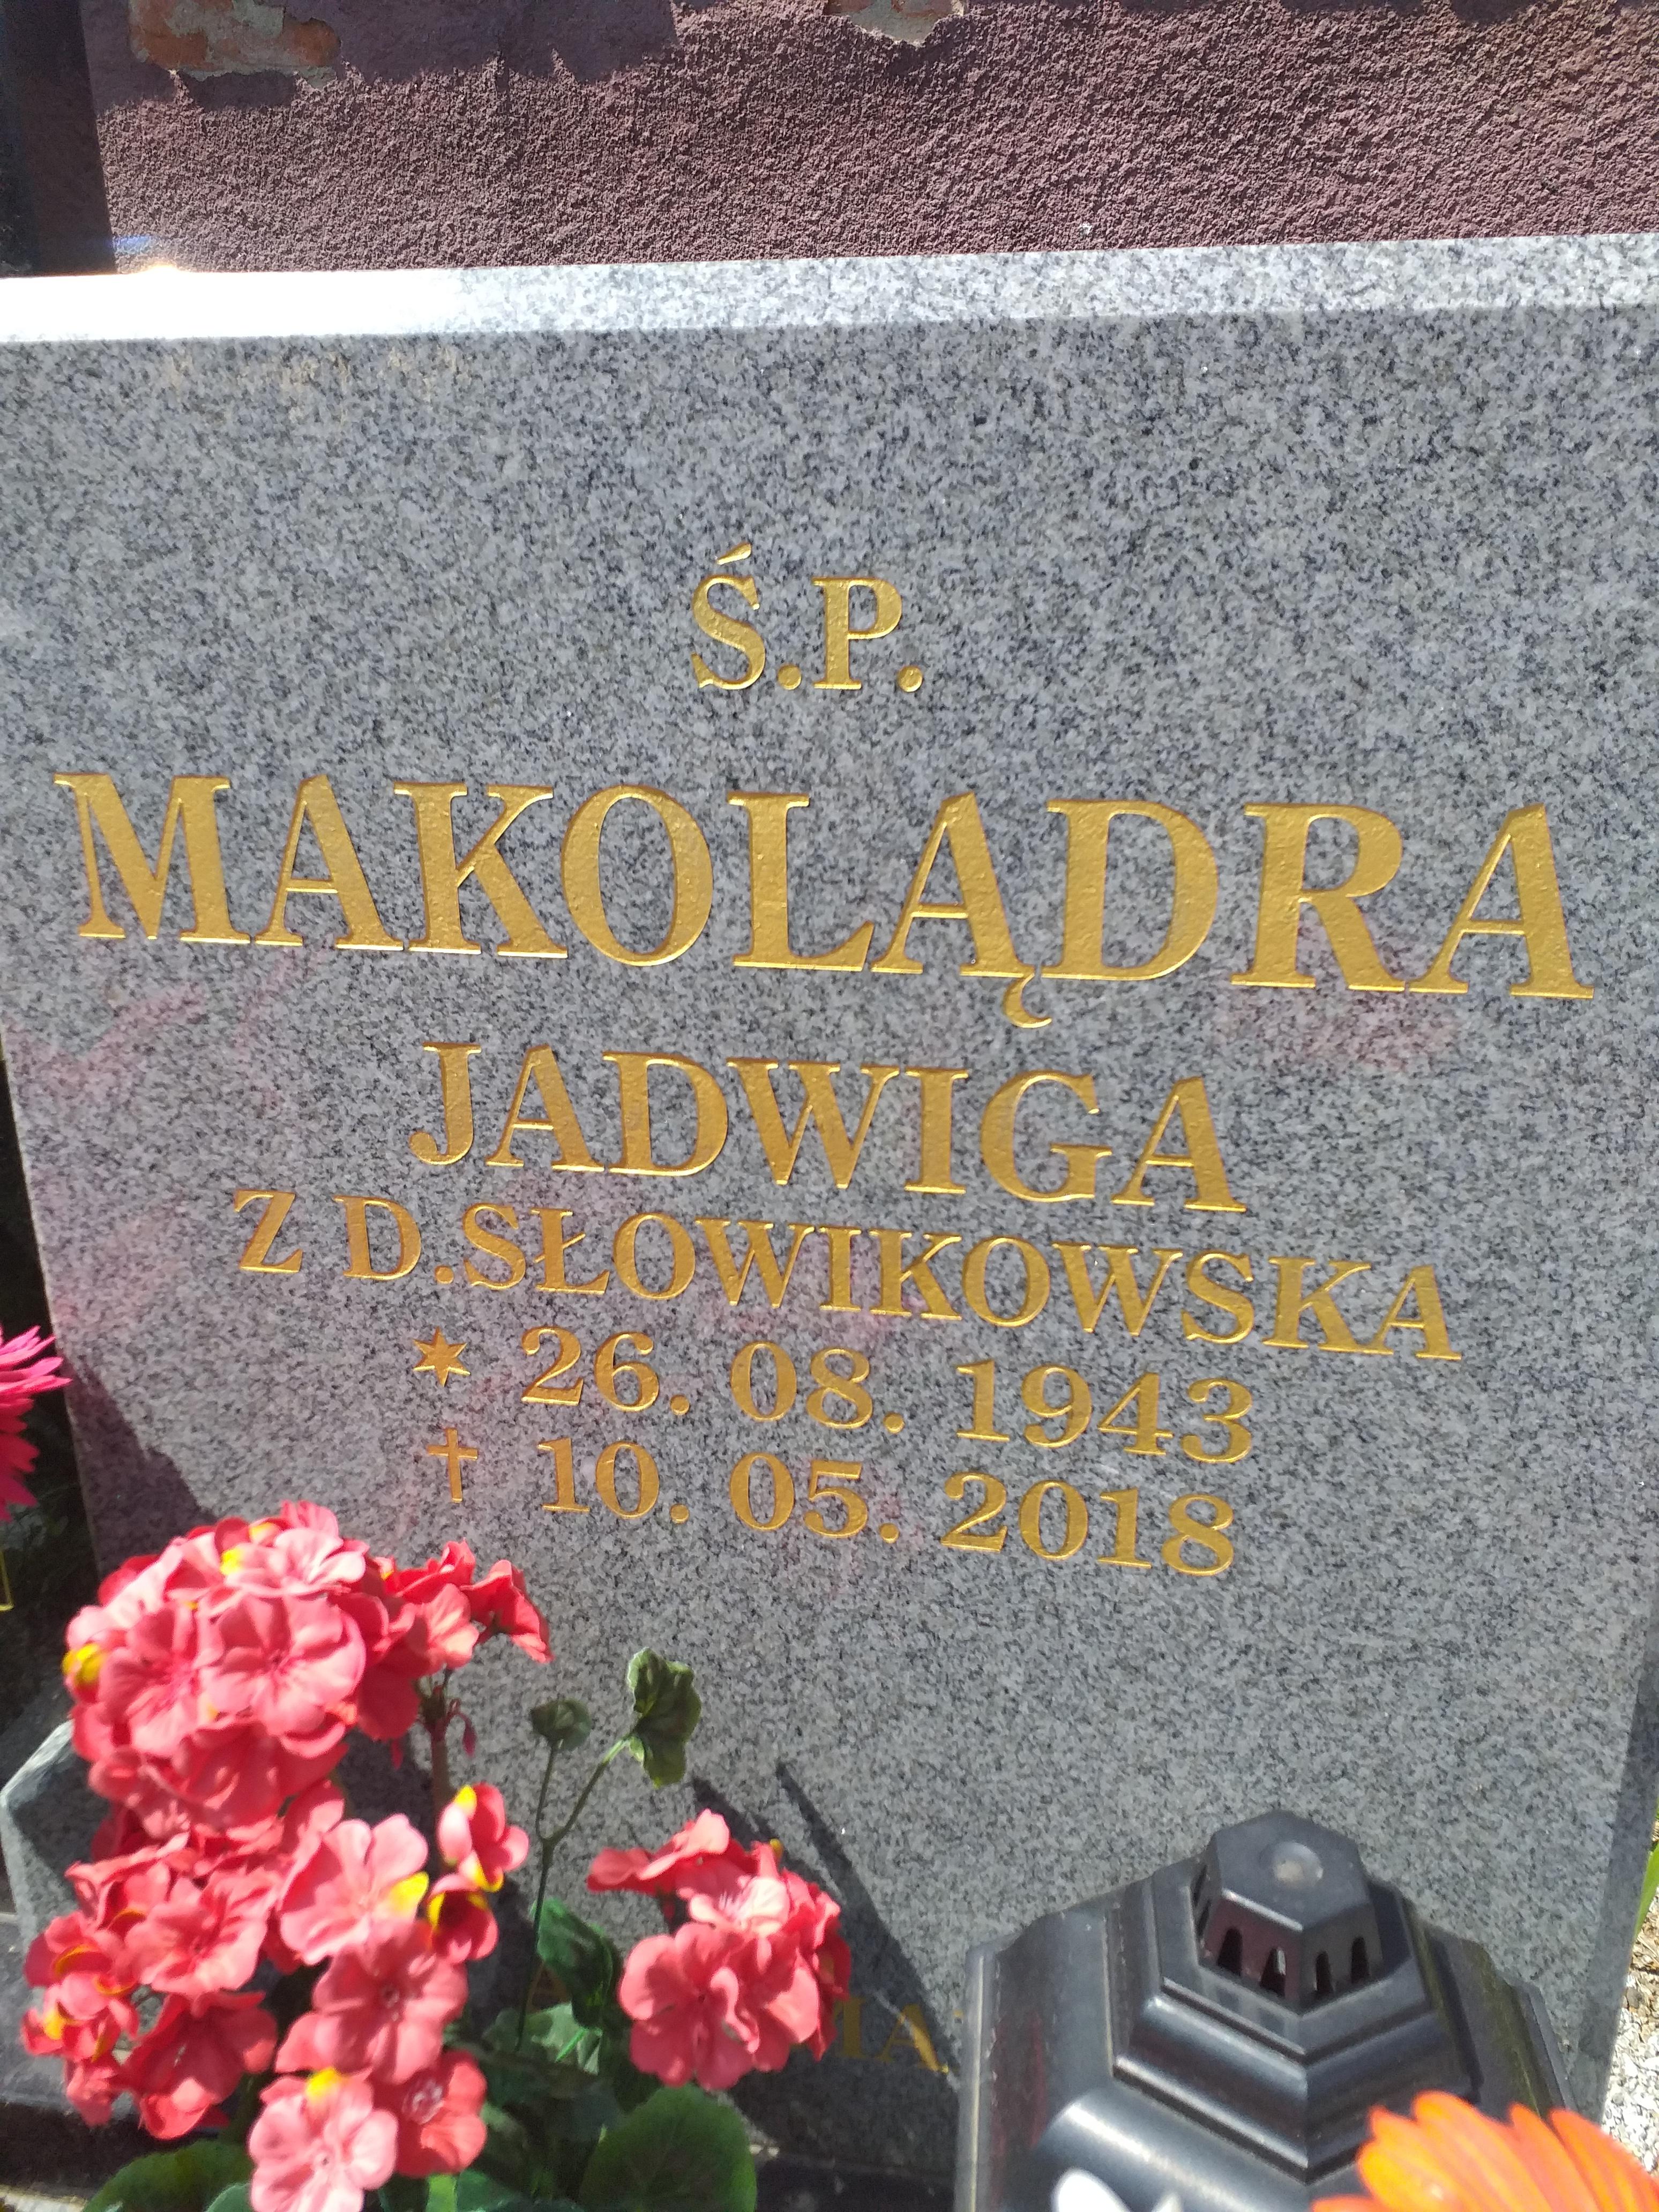 Ś.P.
MAKOLĄDRA
JADWIGA
Z D.SŁOWIKOWSKA
* 26. 08. 1943
† 10. 05. 2018